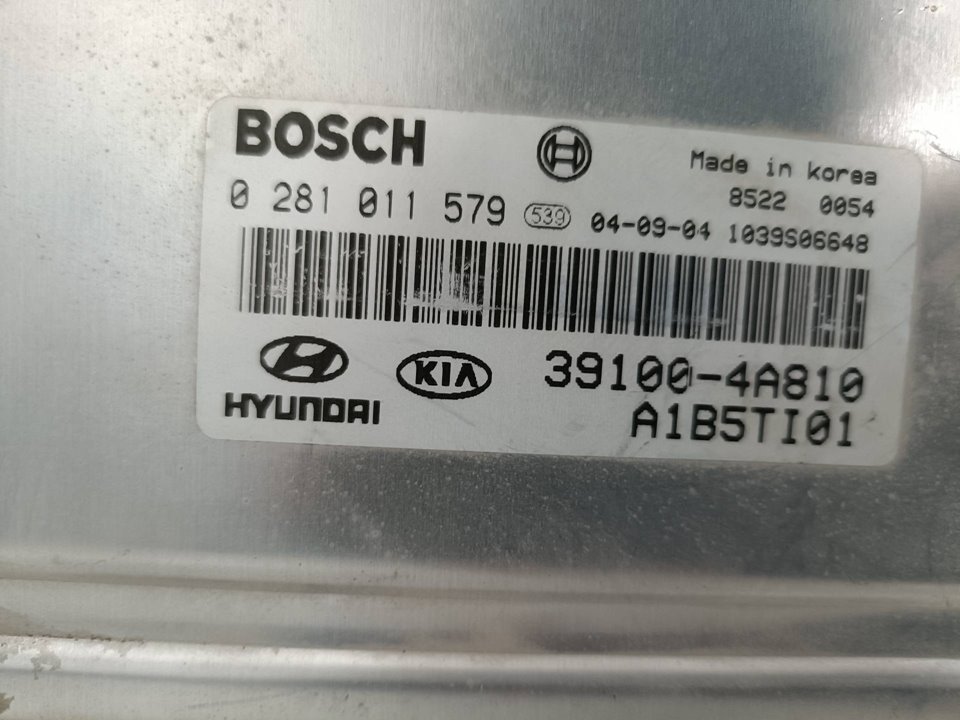 BOSCH
Made in korea
8522 0054
0 281 011 579 539 04-09-04 1039S06648
HYUNDAI KIA 39100-4A810
A1B5TI01